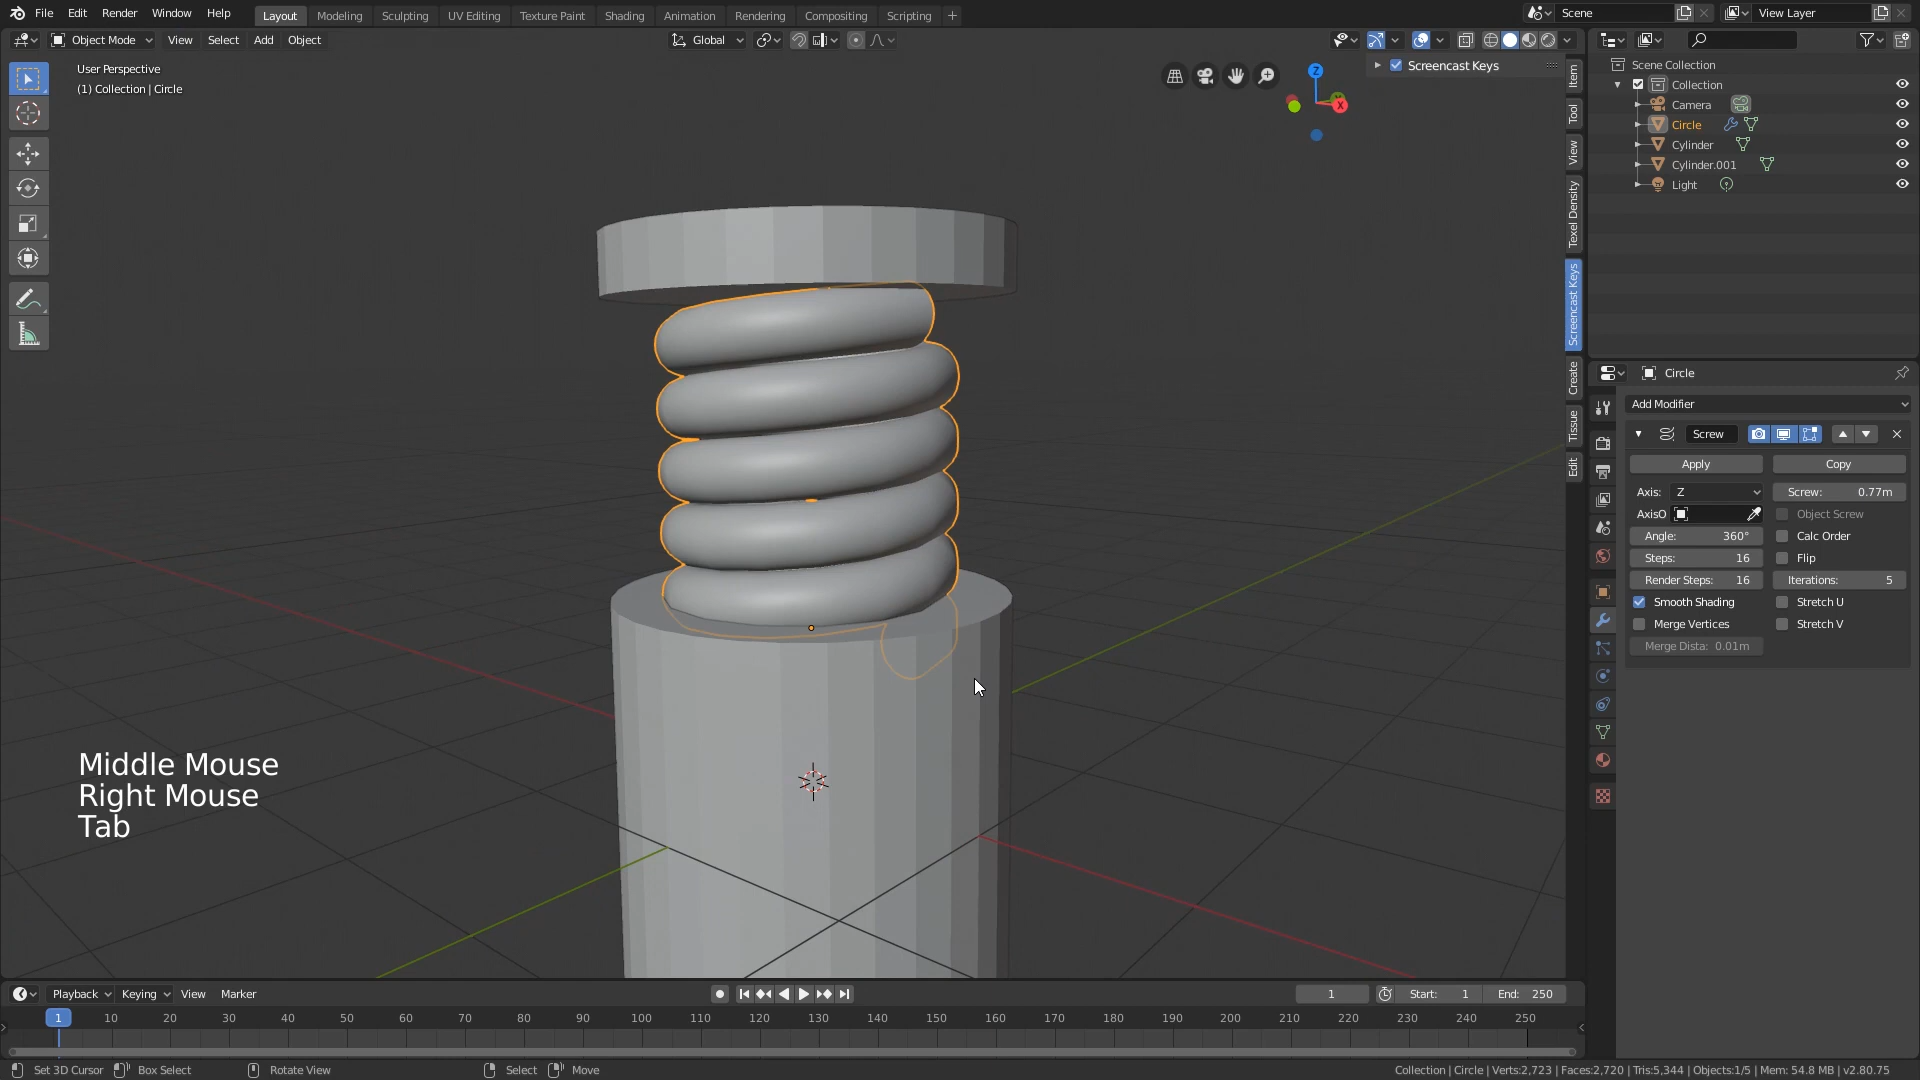 File Edit Render Window Help Layout Modeling Sculpting UV Editing Texture Paint Shading Animation Rendering Compositing Scripting + Scene View Layer
Object Mode View Select Add Object Global
User Perspective
(1) Collection | Circle
Screencast Keys
Z
X
Item
Tool
View
Texel Density
Screencast Keys
Create
Tissue
Edit
Scene Collection
Collection
Camera
Circle
Cylinder
Cylinder.001
Light
Circle
Add Modifier
Screw
Apply Copy
Axis: Z Screw: 0.77m
AxisO Object Screw
Angle: 360° Calc Order
Steps: 16 Flip
Render Steps: 16 Iterations: 5
Smooth Shading Stretch U
Merge Vertices Stretch V
Merge Dista: 0.01m
Middle Mouse
Right Mouse
Tab
Playback Keying View Marker 1 Start: 1 End: 250
1 10 20 30 40 50 60 70 80 90 100 110 120 130 140 150 160 170 180 190 200 210 220 230 240 250
Set 3D Cursor Box Select Rotate View Select Move Collection | Circle | Verts:2,723 | Faces:2,720 | Tris:5,344 | Objects:1/5 | Mem: 54.8 MB | v2.80.75